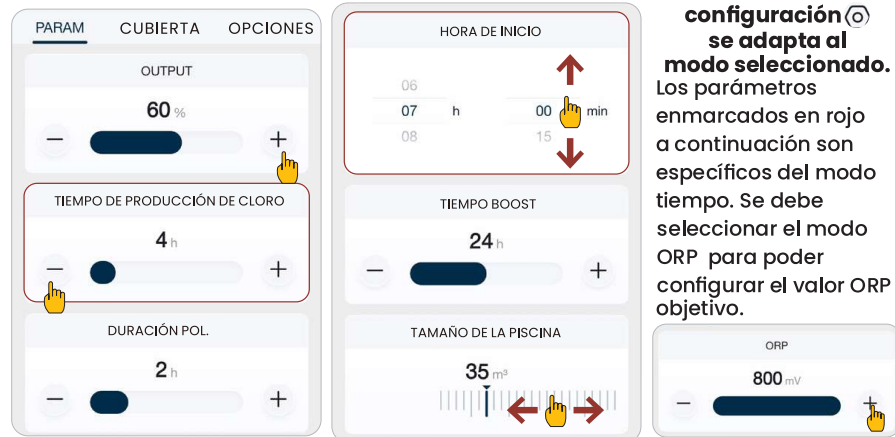 PARAM CUBIERTA OPCIONES
OUTPUT
60 %
− +
TIEMPO DE PRODUCCIÓN DE CLORO
4 h
− +
DURACIÓN POL.
2 h
− +
HORA DE INICIO
06
07 h 00 min
08 15
TIEMPO BOOST
24 h
− +
TAMAÑO DE LA PISCINA
35 m³
configuración
se adapta al
modo seleccionado.
Los parámetros
enmarcados en rojo
a continuación son
específicos del modo
tiempo. Se debe
seleccionar el modo
ORP para poder
configurar el valor ORP
objetivo.
ORP
800 mV
− +